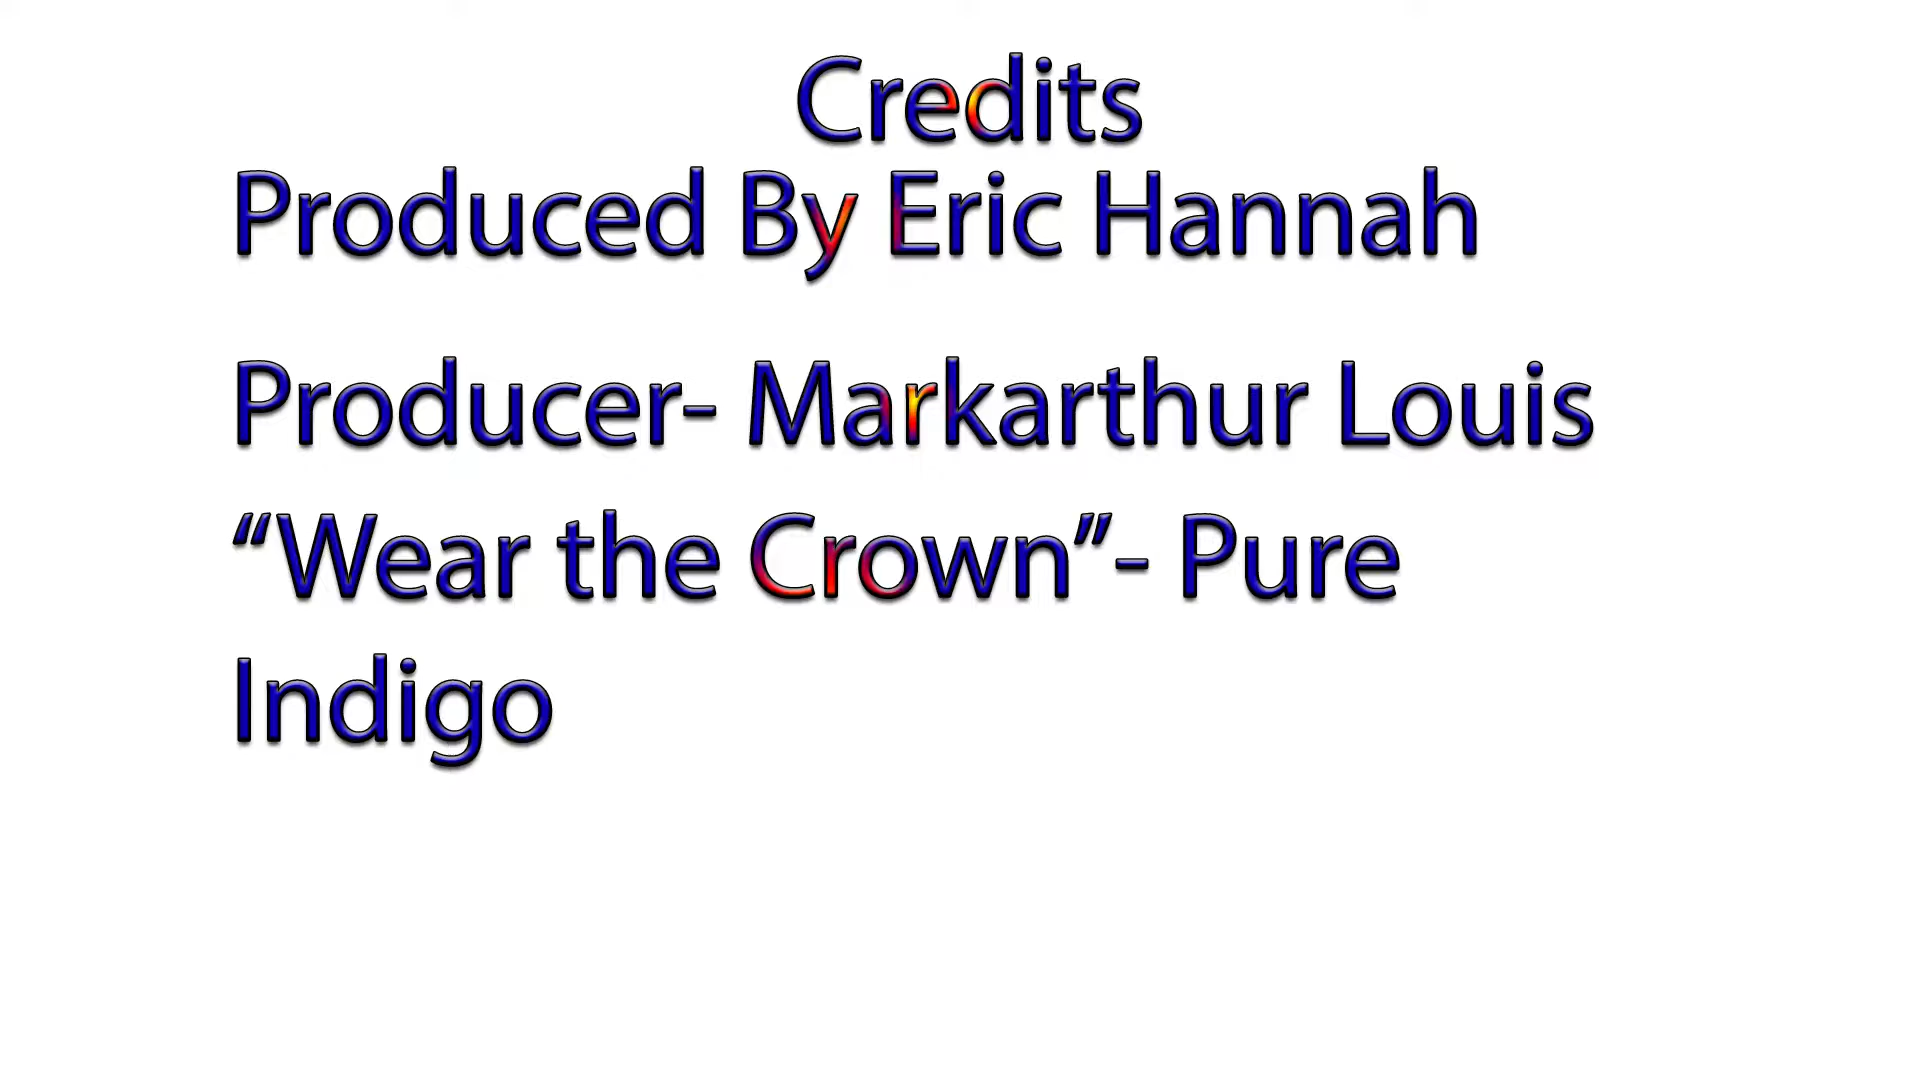 Credits
Produced By Eric Hannah
Producer- Markarthur Louis
“Wear the Crown”- Pure
Indigo